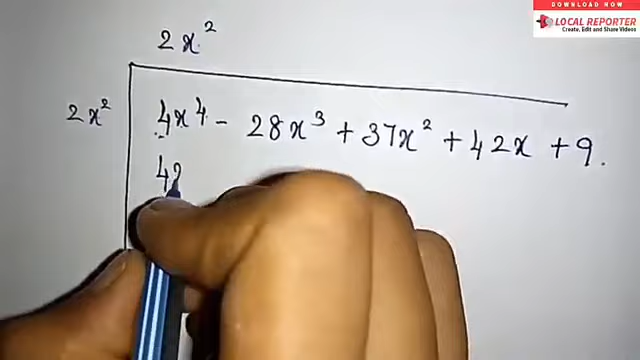 DOWNLOAD NOW
LOCAL REPORTER
Create, Edit and Share Videos
2x²
2x² 4x⁴ - 28x³ + 37x² + 42x + 9.